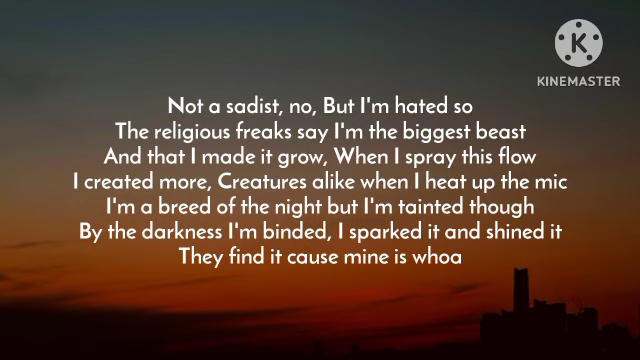 KINEMASTER
Not a sadist, no, But I'm hated so
The religious freaks say I'm the biggest beast
And that I made it grow, When I spray this flow
I created more, Creatures alike when I heat up the mic
I'm a breed of the night but I'm tainted though
By the darkness I'm binded, I sparked it and shined it
They find it cause mine is whoa